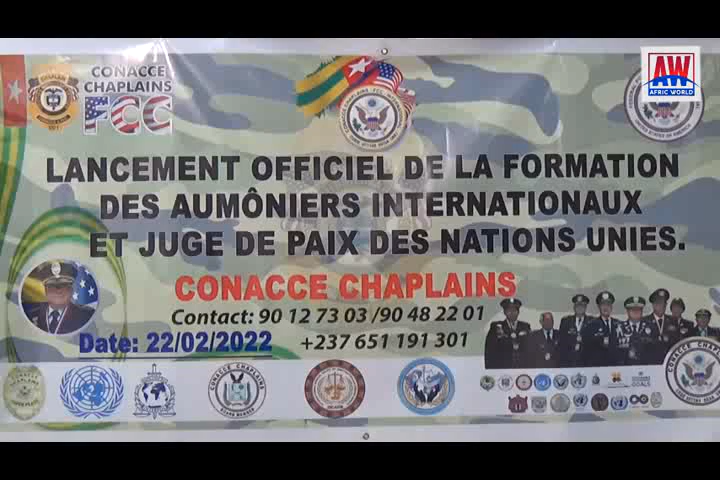 AW
AFRIC WORLD
CONACCE
CHAPLAINS
FCC
LANCEMENT OFFICIEL DE LA FORMATION
DES AUMÔNIERS INTERNATIONAUX
ET JUGE DE PAIX DES NATIONS UNIES.
CONACCE CHAPLAINS
Contact: 90 12 73 03 /90 48 22 01
Date: 22/02/2022
+237 651 191 301